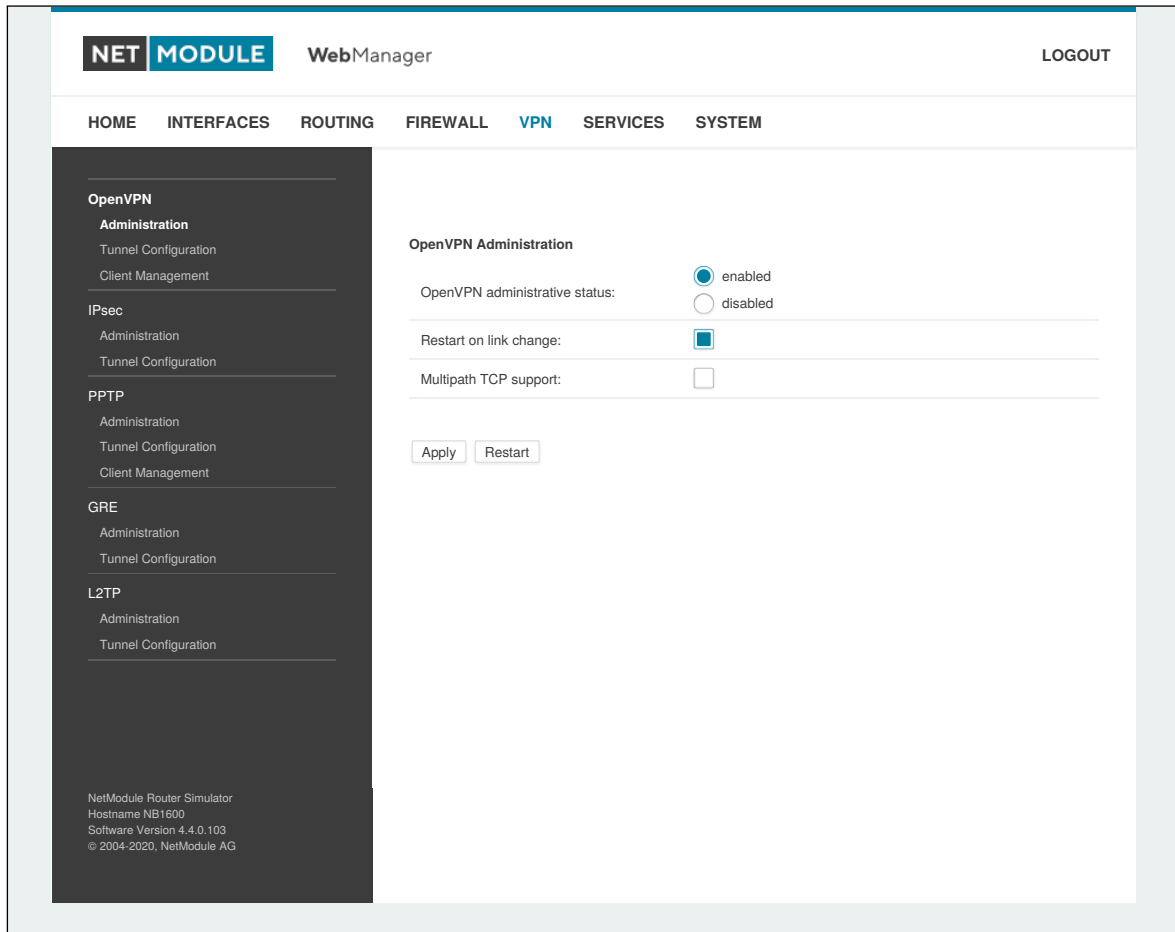 NET MODULE WebManager LOGOUT
HOME INTERFACES ROUTING FIREWALL VPN SERVICES SYSTEM
OpenVPN
Administration
Tunnel Configuration
Client Management
IPsec
Administration
Tunnel Configuration
PPTP
Administration
Tunnel Configuration
Client Management
GRE
Administration
Tunnel Configuration
L2TP
Administration
Tunnel Configuration
NetModule Router Simulator
Hostname NB1600
Software Version 4.4.0.103
© 2004-2020, NetModule AG
OpenVPN Administration
OpenVPN administrative status:
enabled
disabled
Restart on link change:
Multipath TCP support:
Apply Restart